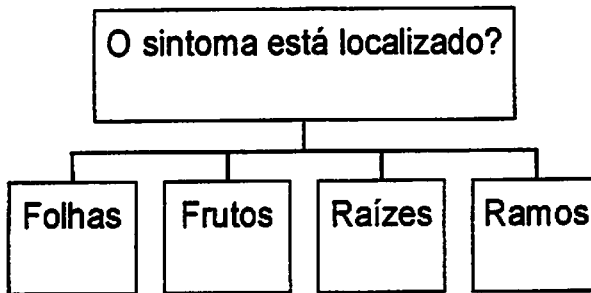 O sintoma está localizado?
Folhas
Frutos
Raízes
Ramos